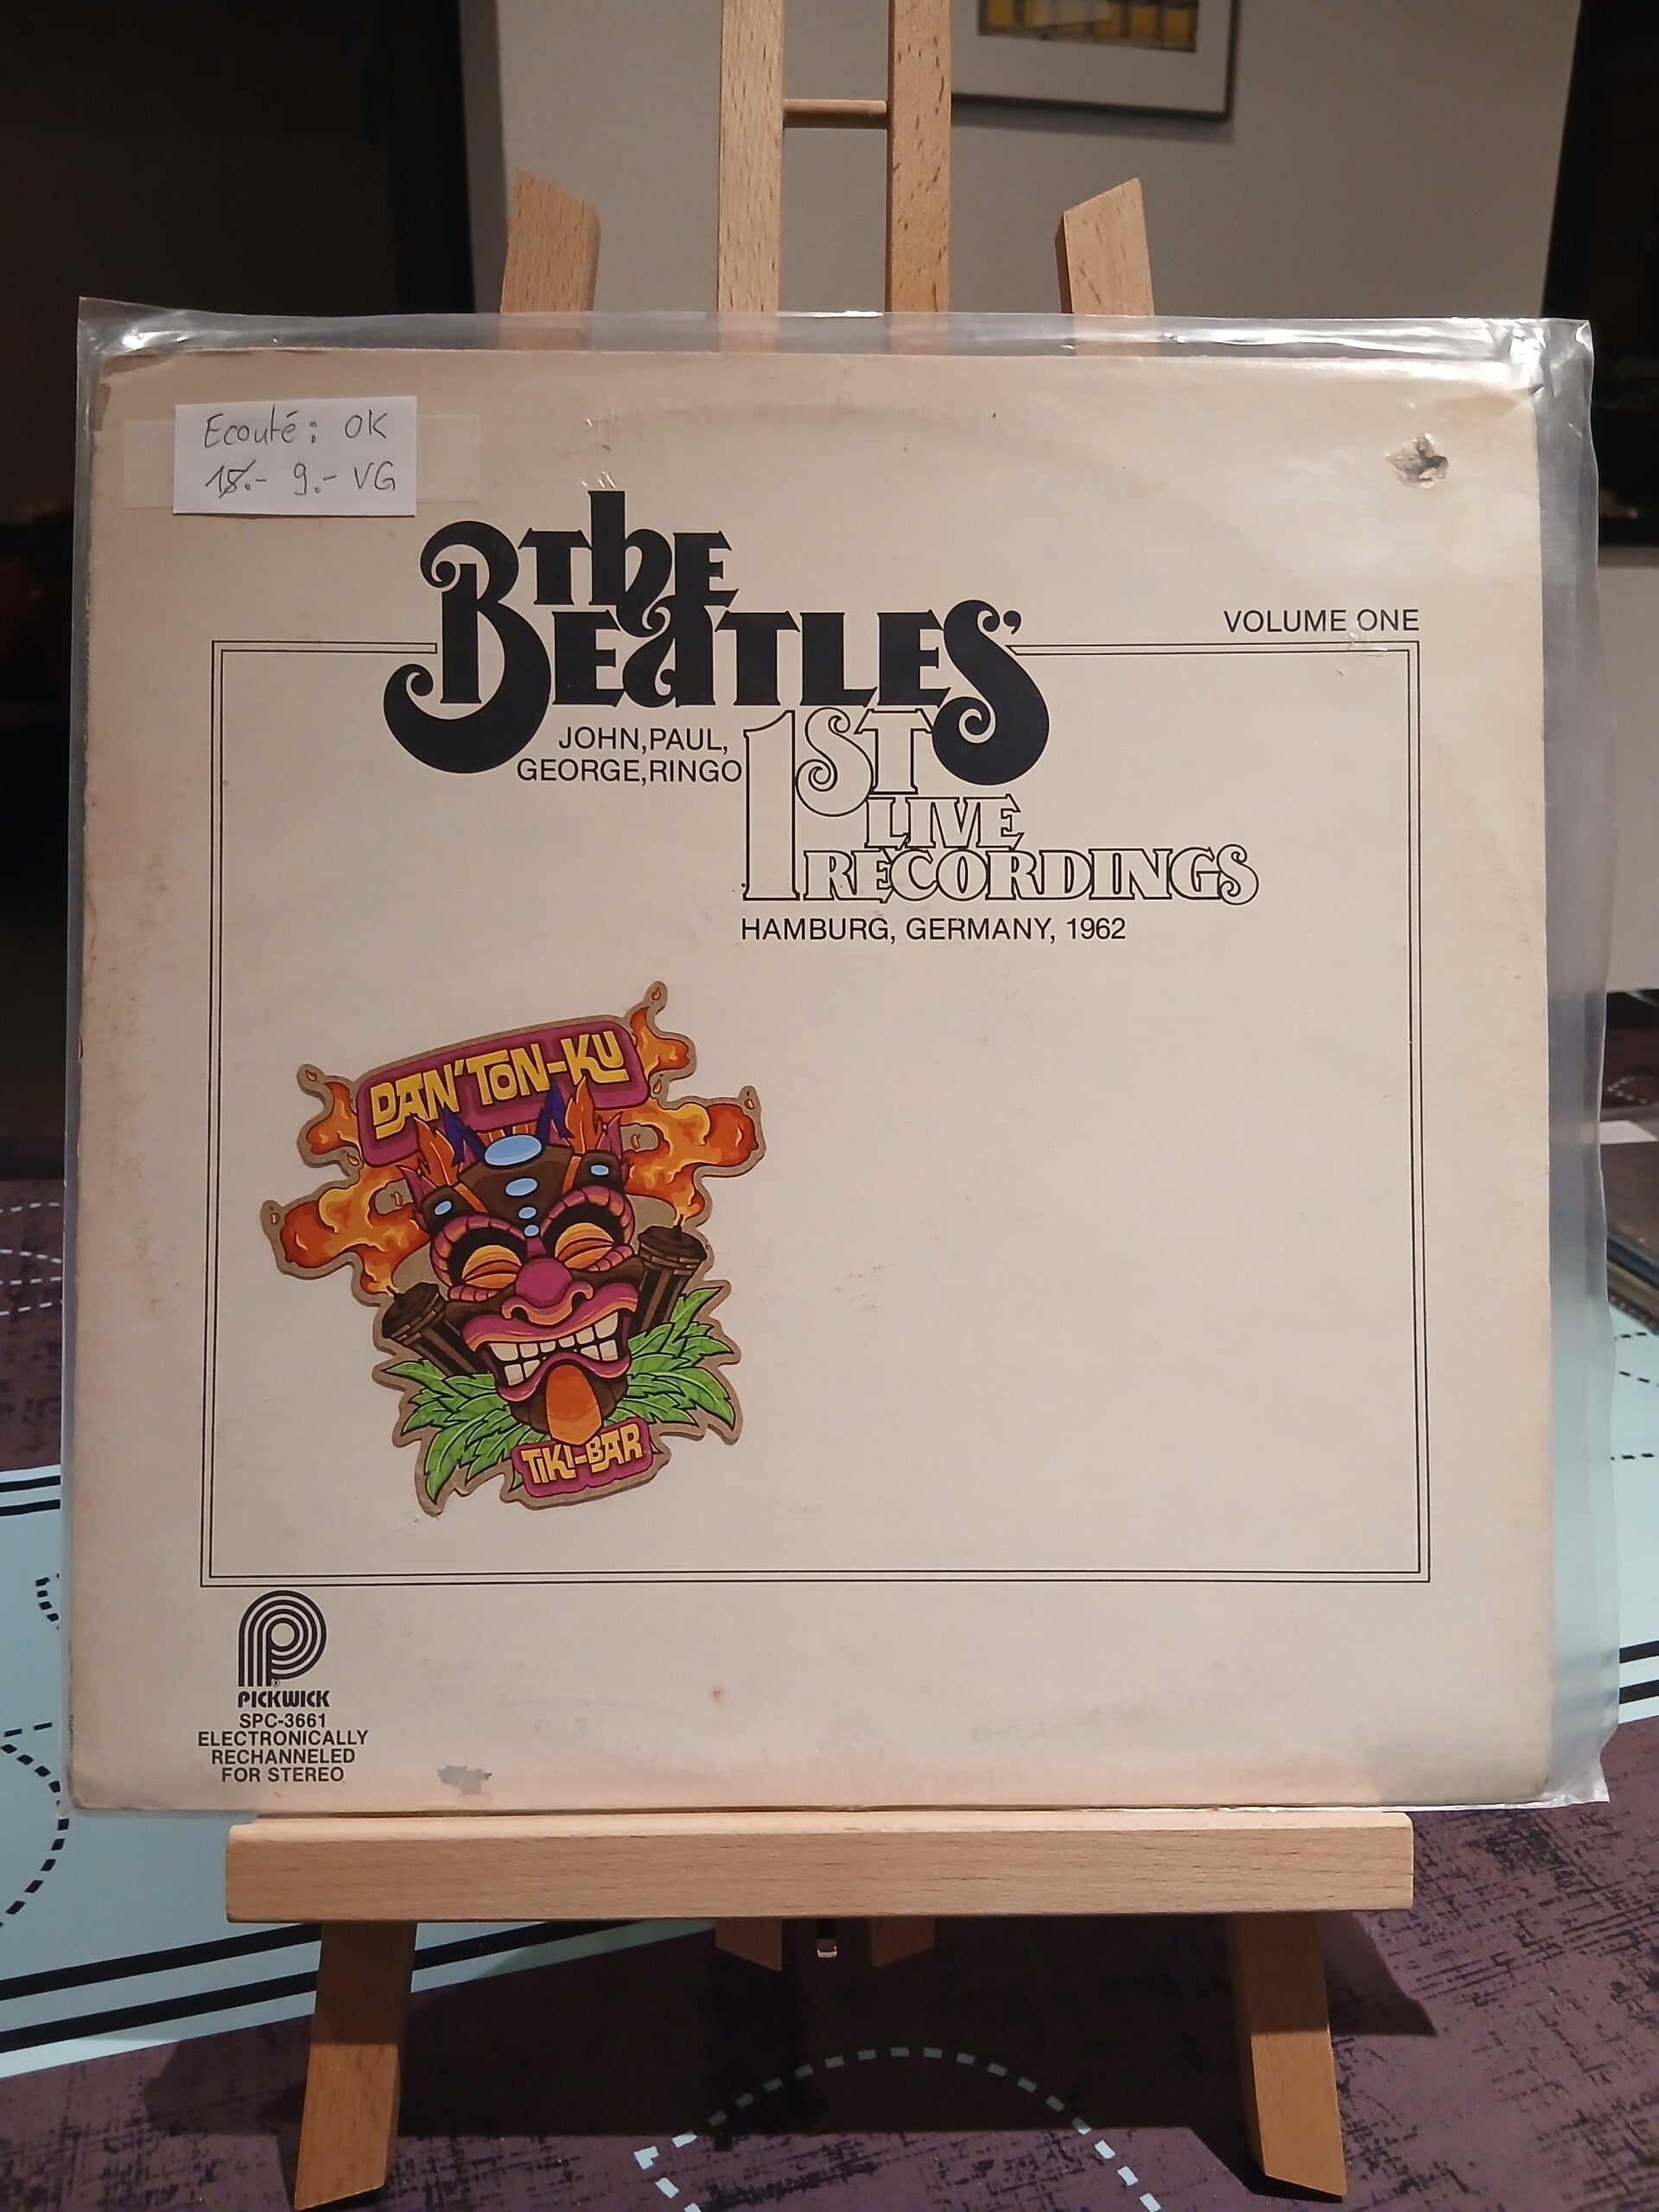 Ecouté: OK
18.- 9.- VG
the
BEATLES'
VOLUME ONE
JOHN, PAUL,
GEORGE, RINGO
1ST
LIVE
RECORDINGS
HAMBURG, GERMANY, 1962
DAN'TON-KU
TIKI-BAR
PICKWICK
SPC-3661
ELECTRONICALLY
RECHANNELED
FOR STEREO